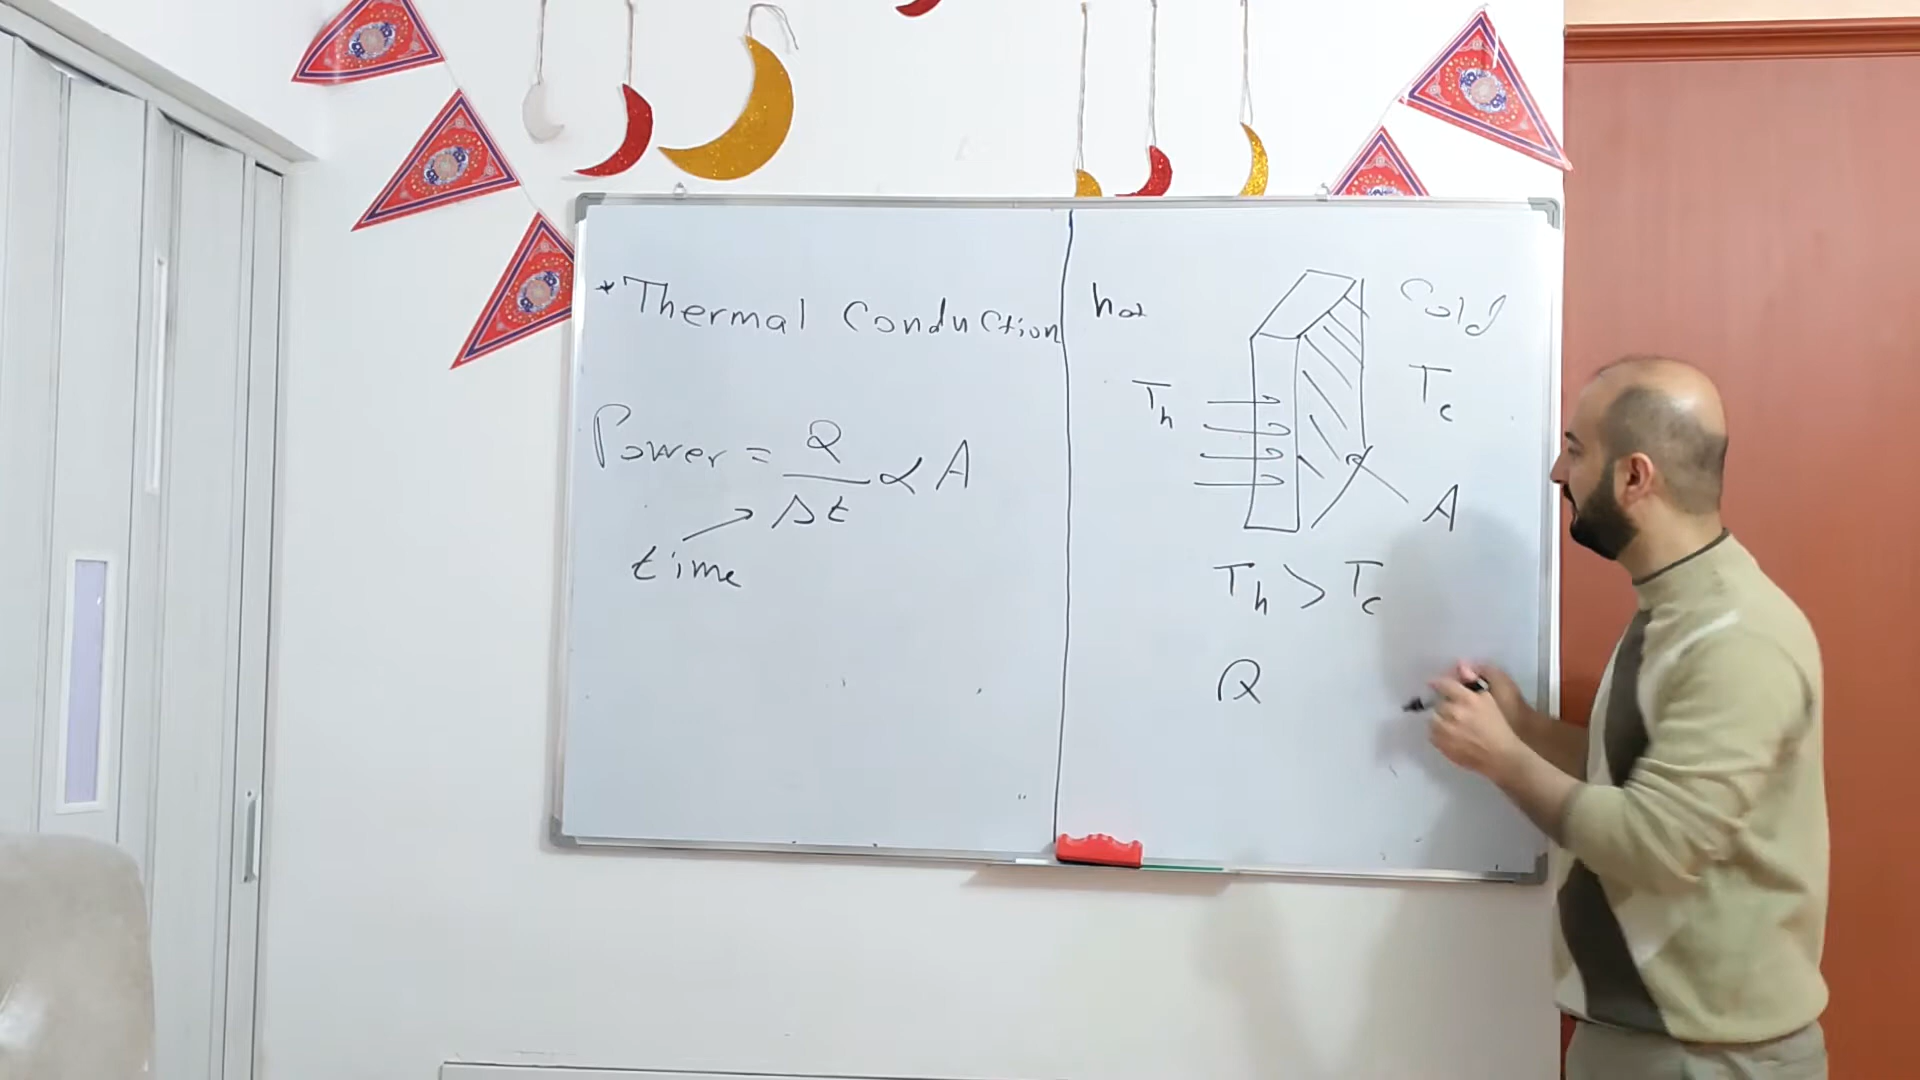 *Thermal Conduction
Power = Q / Δt ∝ A
time
hot
Cold
Th
Tc
A
Th > Tc
Q